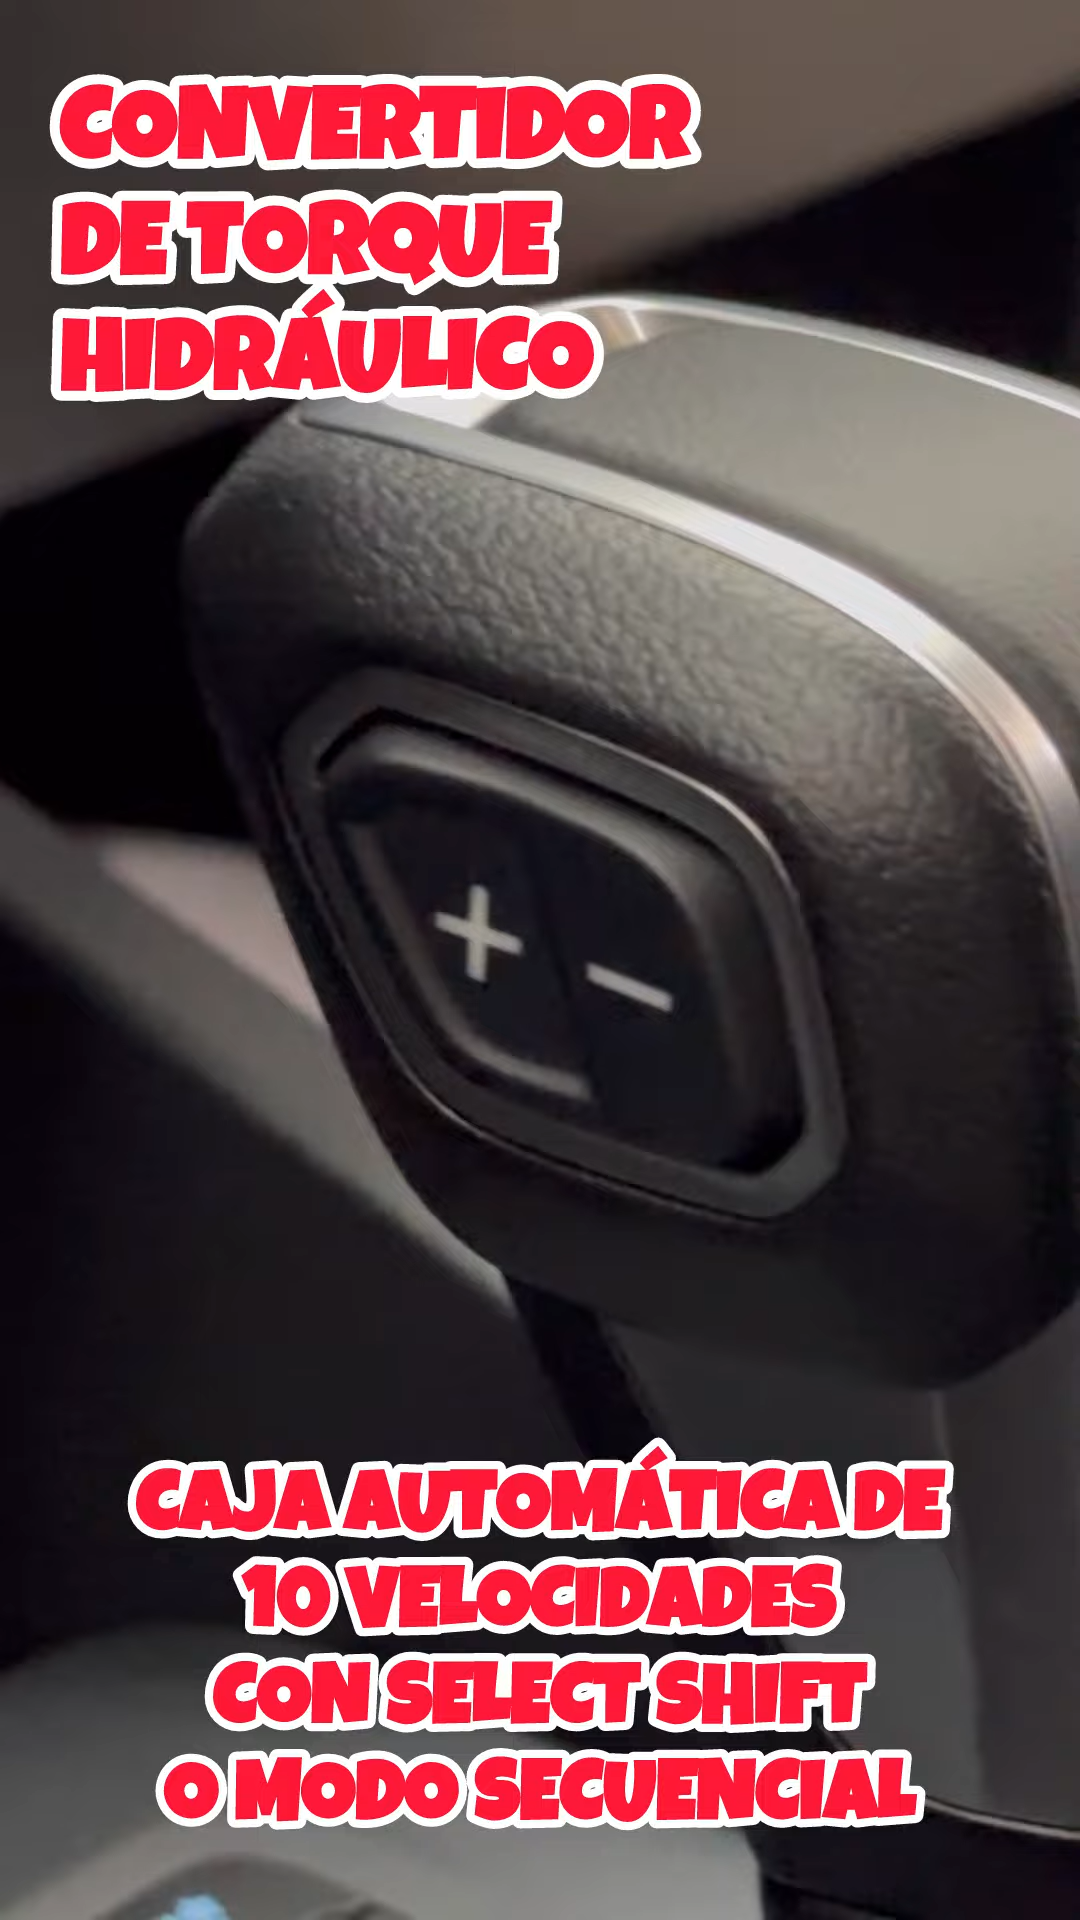 CONVERTIDOR
DE TORQUE
HIDRÁULICO
+ -
CAJA AUTOMÁTICA DE
10 VELOCIDADES
CON SELECT SHIFT
O MODO SECUENCIAL